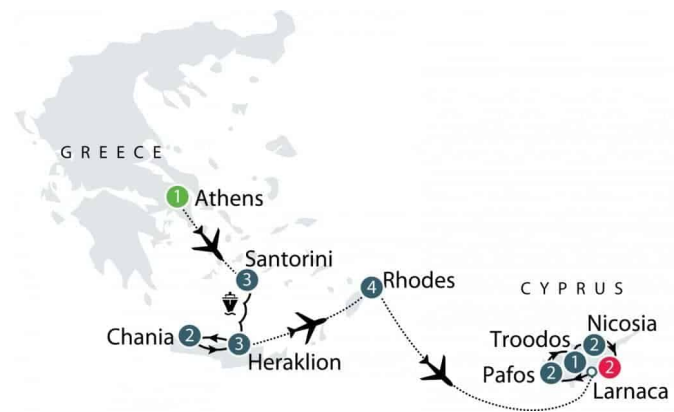 GREECE
1 Athens
Santorini
3
Rhodes
4
CYPRUS
Chania 2
3
Heraklion
Nicosia
Troodos 2
1
Pafos 2
2
Larnaca